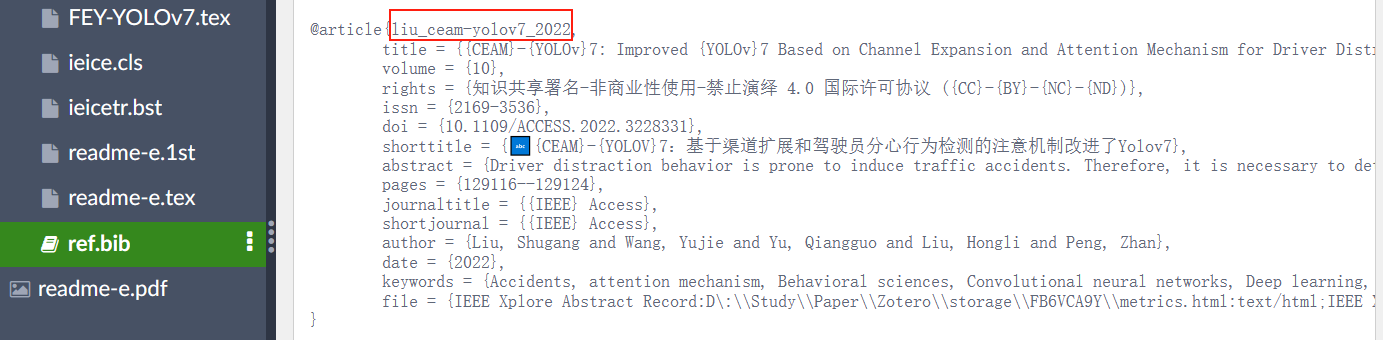 FEY-YOLOv7.tex
ieice.cls
ieicetr.bst
readme-e.1st
readme-e.tex
ref.bib
readme-e.pdf
@article{liu_ceam-yolov7_2022,
title = {{CEAM}-{YOLOv}7: Improved {YOLOv}7 Based on Channel Expansion and Attention Mechanism for Driver Distr
volume = {10},
rights = {知识共享署名-非商业性使用-禁止演绎 4.0 国际许可协议 ({CC}-{BY}-{NC}-{ND})},
issn = {2169-3536},
doi = {10.1109/ACCESS.2022.3228331},
shorttitle = {abc{CEAM}-{YOLOV}7：基于渠道扩展和驾驶员分心行为检测的注意机制改进了Yolov7},
abstract = {Driver distraction behavior is prone to induce traffic accidents. Therefore, it is necessary to de
pages = {129116--129124},
journaltitle = {{IEEE} Access},
shortjournal = {{IEEE} Access},
author = {Liu, Shugang and Wang, Yujie and Yu, Qiangguo and Liu, Hongli and Peng, Zhan},
date = {2022},
keywords = {Accidents, attention mechanism, Behavioral sciences, Convolutional neural networks, Deep learning,
file = {IEEE Xplore Abstract Record:D\:\\Study\\Paper\\Zotero\\storage\\FB6VCA9Y\\metrics.html:text/html;IEEE X
}